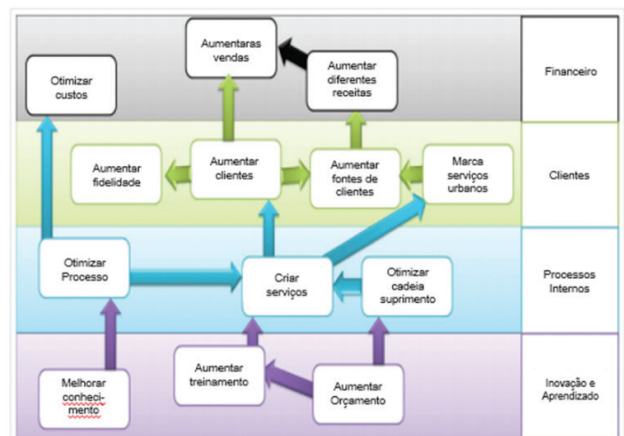 Aumentaras
vendas
Otimizar
custos
Aumentar
diferentes
receitas
Financeiro
Aumentar
fidelidade
Aumentar
clientes
Aumentar
fontes de
clientes
Marca
serviços
urbanos
Clientes
Otimizar
Processo
Criar
serviços
Otimizar
cadeia
suprimento
Processos
Internos
Melhorar
conheci-
mento
Aumentar
treinamento
Aumentar
Orçamento
Inovação e
Aprendizado